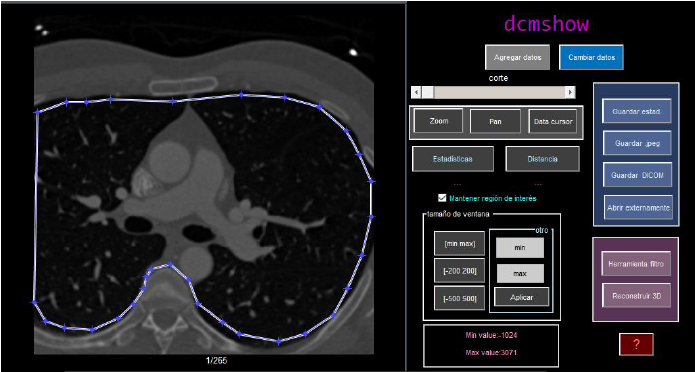 dcmshow
Agregar datos
Cambiar datos
corte
Zoom
Pan
Data cursor
Estadísticas
Distancia
...
...
Mantener región de interés
tamaño de ventana
otro
[min max]
min
[-200 200]
max
[-500 500]
Aplicar
Min value:-1024
Max value:3071
Guardar estad.
Guardar .jpeg
Guardar DICOM
Abrir externamente
Herramienta filtro
Reconstruir 3D
?
1/265